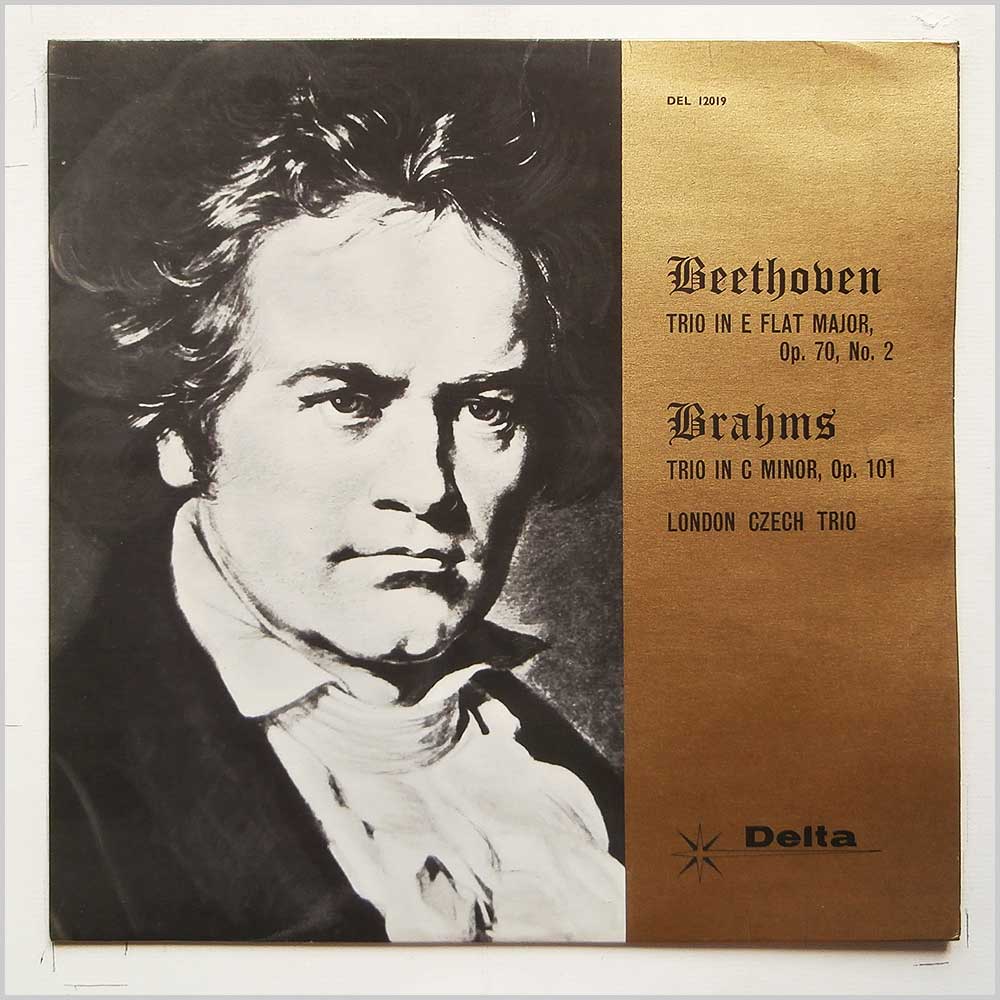 DEL 12019
Beethoven
TRIO IN E FLAT MAJOR,
Op. 70, No. 2
Brahms
TRIO IN C MINOR, Op. 101
LONDON CZECH TRIO
Delta